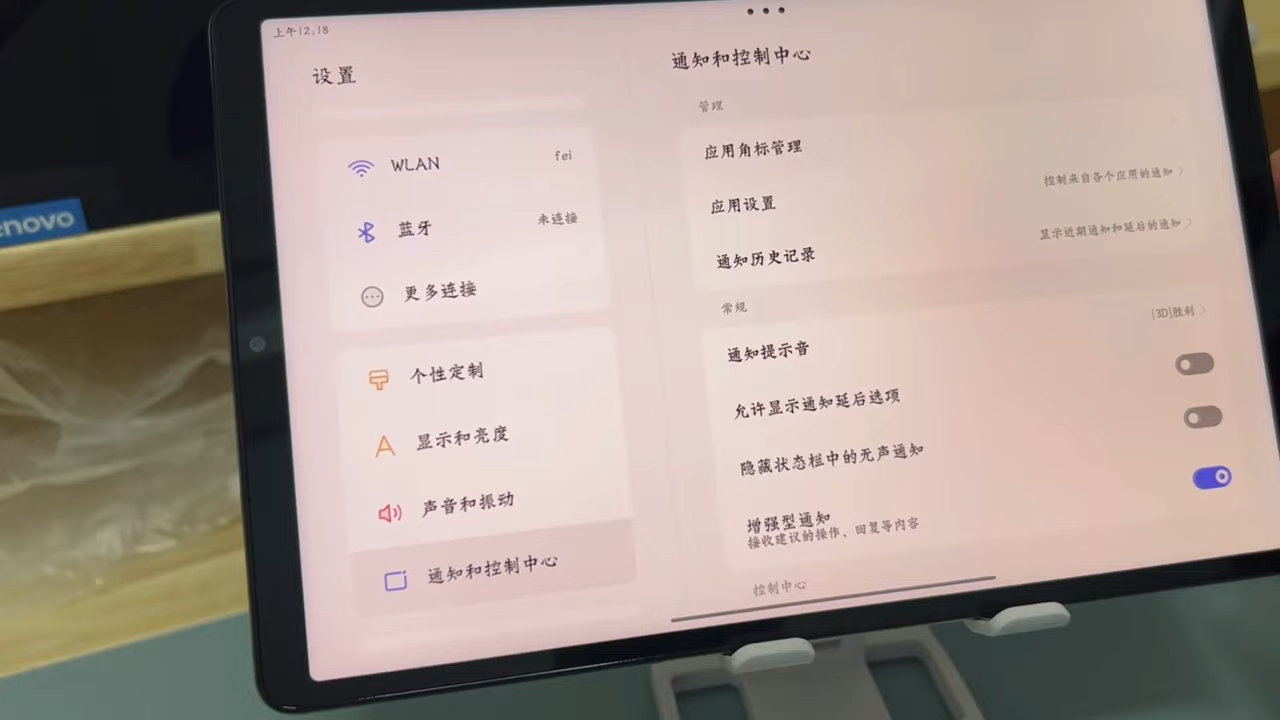 上午12:18
设置
WLAN
fei
蓝牙
未连接
更多连接
个性定制
显示和亮度
声音和振动
通知和控制中心
通知和控制中心
管理
应用角标管理
应用设置
控制来自各个应用的通知
通知历史记录
显示近期通知和延后的通知
常规
通知提示音
[3D]胜利
允许显示通知延后选项
隐藏状态栏中的无声通知
增强型通知
接收建议的操作、回复等内容
控制中心
enovo